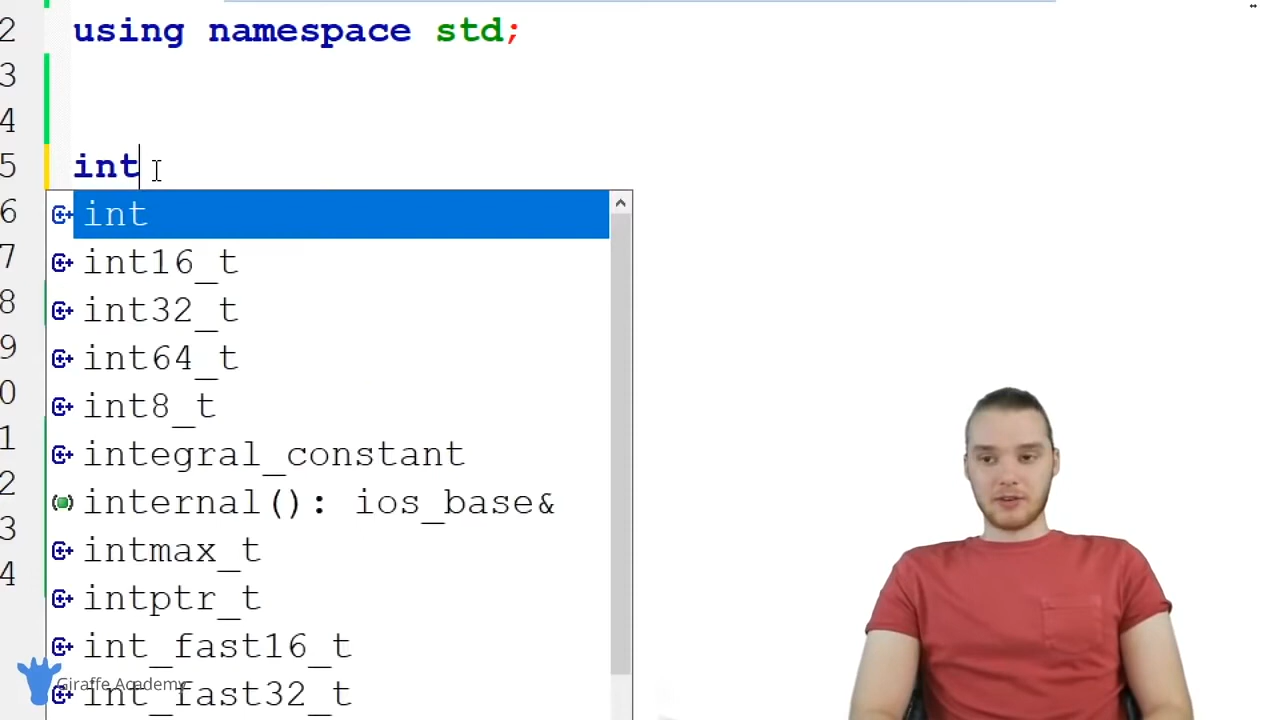 2 using namespace std;
3
4
5 int
6 int
7 int16_t
8 int32_t
9 int64_t
0 int8_t
1 integral_constant
2 internal(): ios_base&
3 intmax_t
4 intptr_t
int_fast16_t
Giraffe Academy
int_fast32_t